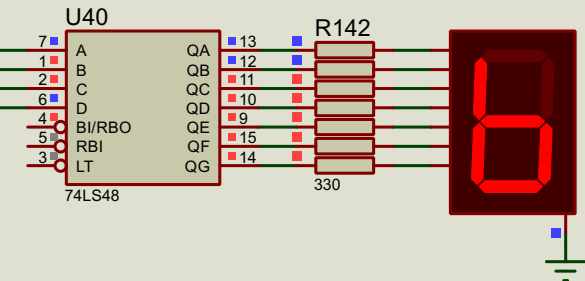 U40
R142
7 A QA 13
1 B QB 12
2 C QC 11
6 D QD 10
4 BI/RBO QE 9
5 RBI QF 15
3 LT QG 14
74LS48
330